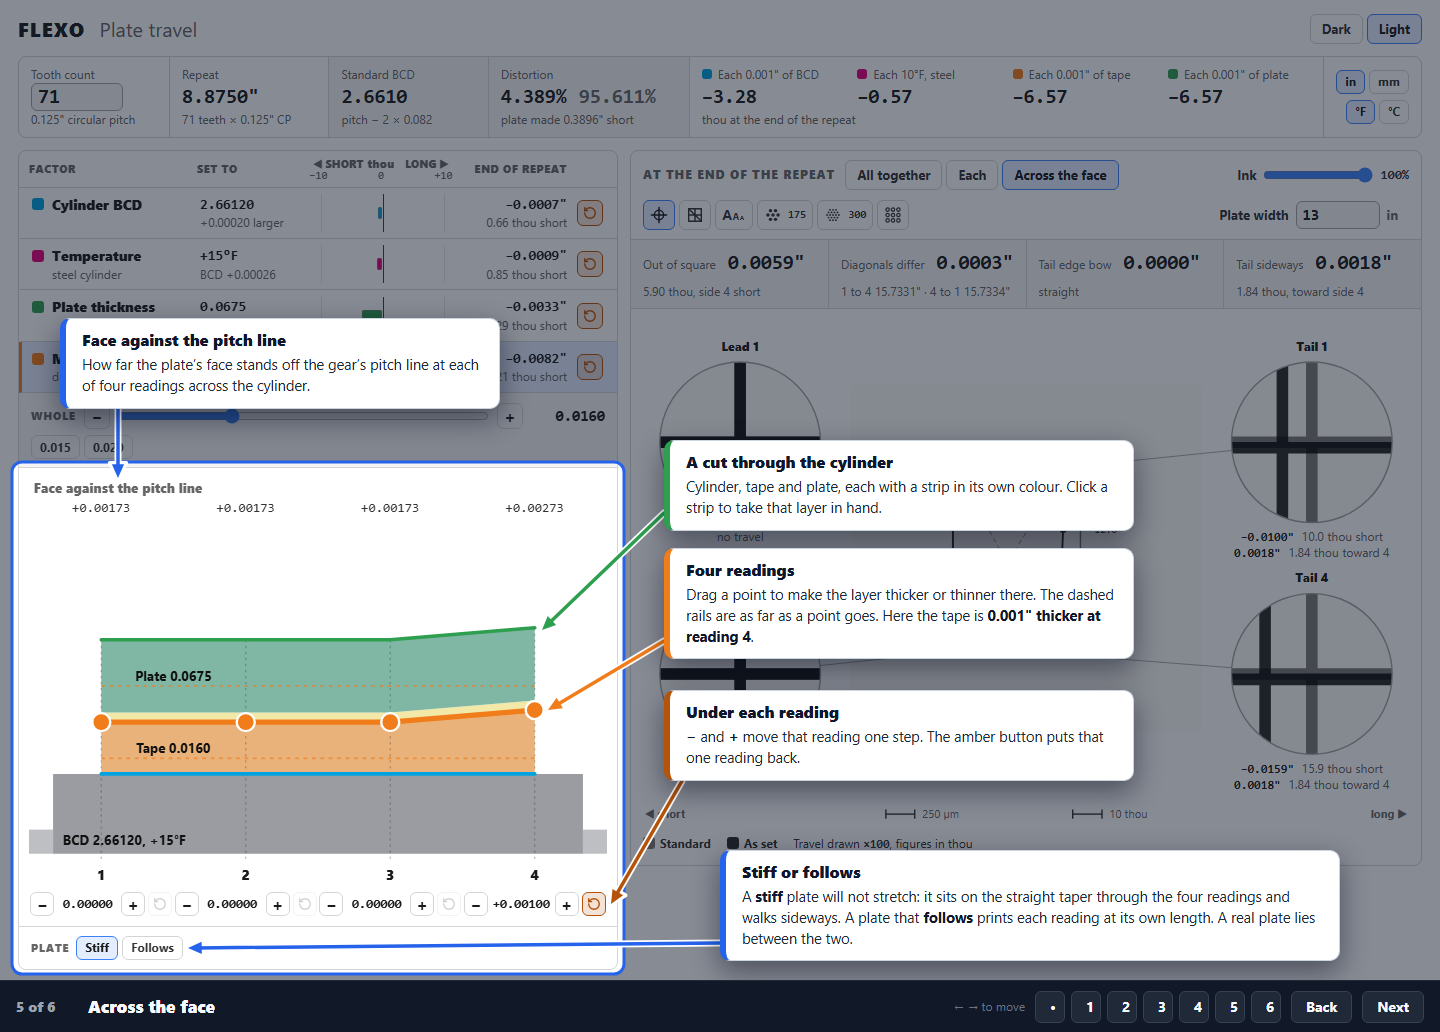 FLEXO Plate travel
Dark Light
Tooth count
71
0.125" circular pitch
Repeat
8.8750"
71 teeth × 0.125" CP
Standard BCD
2.6610
pitch − 2 × 0.082
Distortion
4.389% 95.611%
plate made 0.3896" short
Each 0.001" of BCD
−3.28
Each 10°F, steel
−0.57
Each 0.001" of tape
−6.57
Each 0.001" of plate
−6.57
thou at the end of the repeat
in mm
°F °C
FACTOR SET TO ◀ SHORT thou LONG ▶ END OF REPEAT
−10 0 +10
Cylinder BCD 2.66120 −0.0007"
+0.00020 larger 0.66 thou short
Temperature +15°F −0.0009"
steel cylinder BCD +0.00026 0.85 thou short
Plate thickness 0.0675 −0.0033"
thou short
−0.0082"
thou short
Face against the pitch line
How far the plate's face stands off the gear's pitch line at each
of four readings across the cylinder.
WHOLE − + 0.0160
0.015
AT THE END OF THE REPEAT All together Each Across the face
Ink 100%
AAA 175 300
Plate width 13 in
Out of square 0.0059"
5.90 thou, side 4 short
Diagonals differ 0.0003"
1 to 4 15.7331" · 4 to 1 15.7334"
Tail edge bow 0.0000"
straight
Tail sideways 0.0018"
1.84 thou, toward side 4
Lead 1
no travel
Tail 1
−0.0100" 10.0 thou short
0.0018" 1.84 thou toward 4
Tail 4
−0.0159" 15.9 thou short
0.0018" 1.84 thou toward 4
A cut through the cylinder
Cylinder, tape and plate, each with a strip in its own colour. Click a
strip to take that layer in hand.
Four readings
Drag a point to make the layer thicker or thinner there. The dashed
rails are as far as a point goes. Here the tape is 0.001" thicker at
reading 4.
Under each reading
− and + move that reading one step. The amber button puts that
one reading back.
250 µm 10 thou long ▶
Standard As set Travel drawn ×100, figures in thou
Stiff or follows
A stiff plate will not stretch: it sits on the straight taper through the four readings and
walks sideways. A plate that follows prints each reading at its own length. A real plate lies
between the two.
Face against the pitch line
+0.00173 +0.00173 +0.00173 +0.00273
Plate 0.0675
Tape 0.0160
BCD 2.66120, +15°F
1 2 3 4
− 0.00000 + − 0.00000 + − 0.00000 + − +0.00100 +
PLATE Stiff Follows
5 of 6 Across the face
← → to move • 1 2 3 4 5 6 Back Next